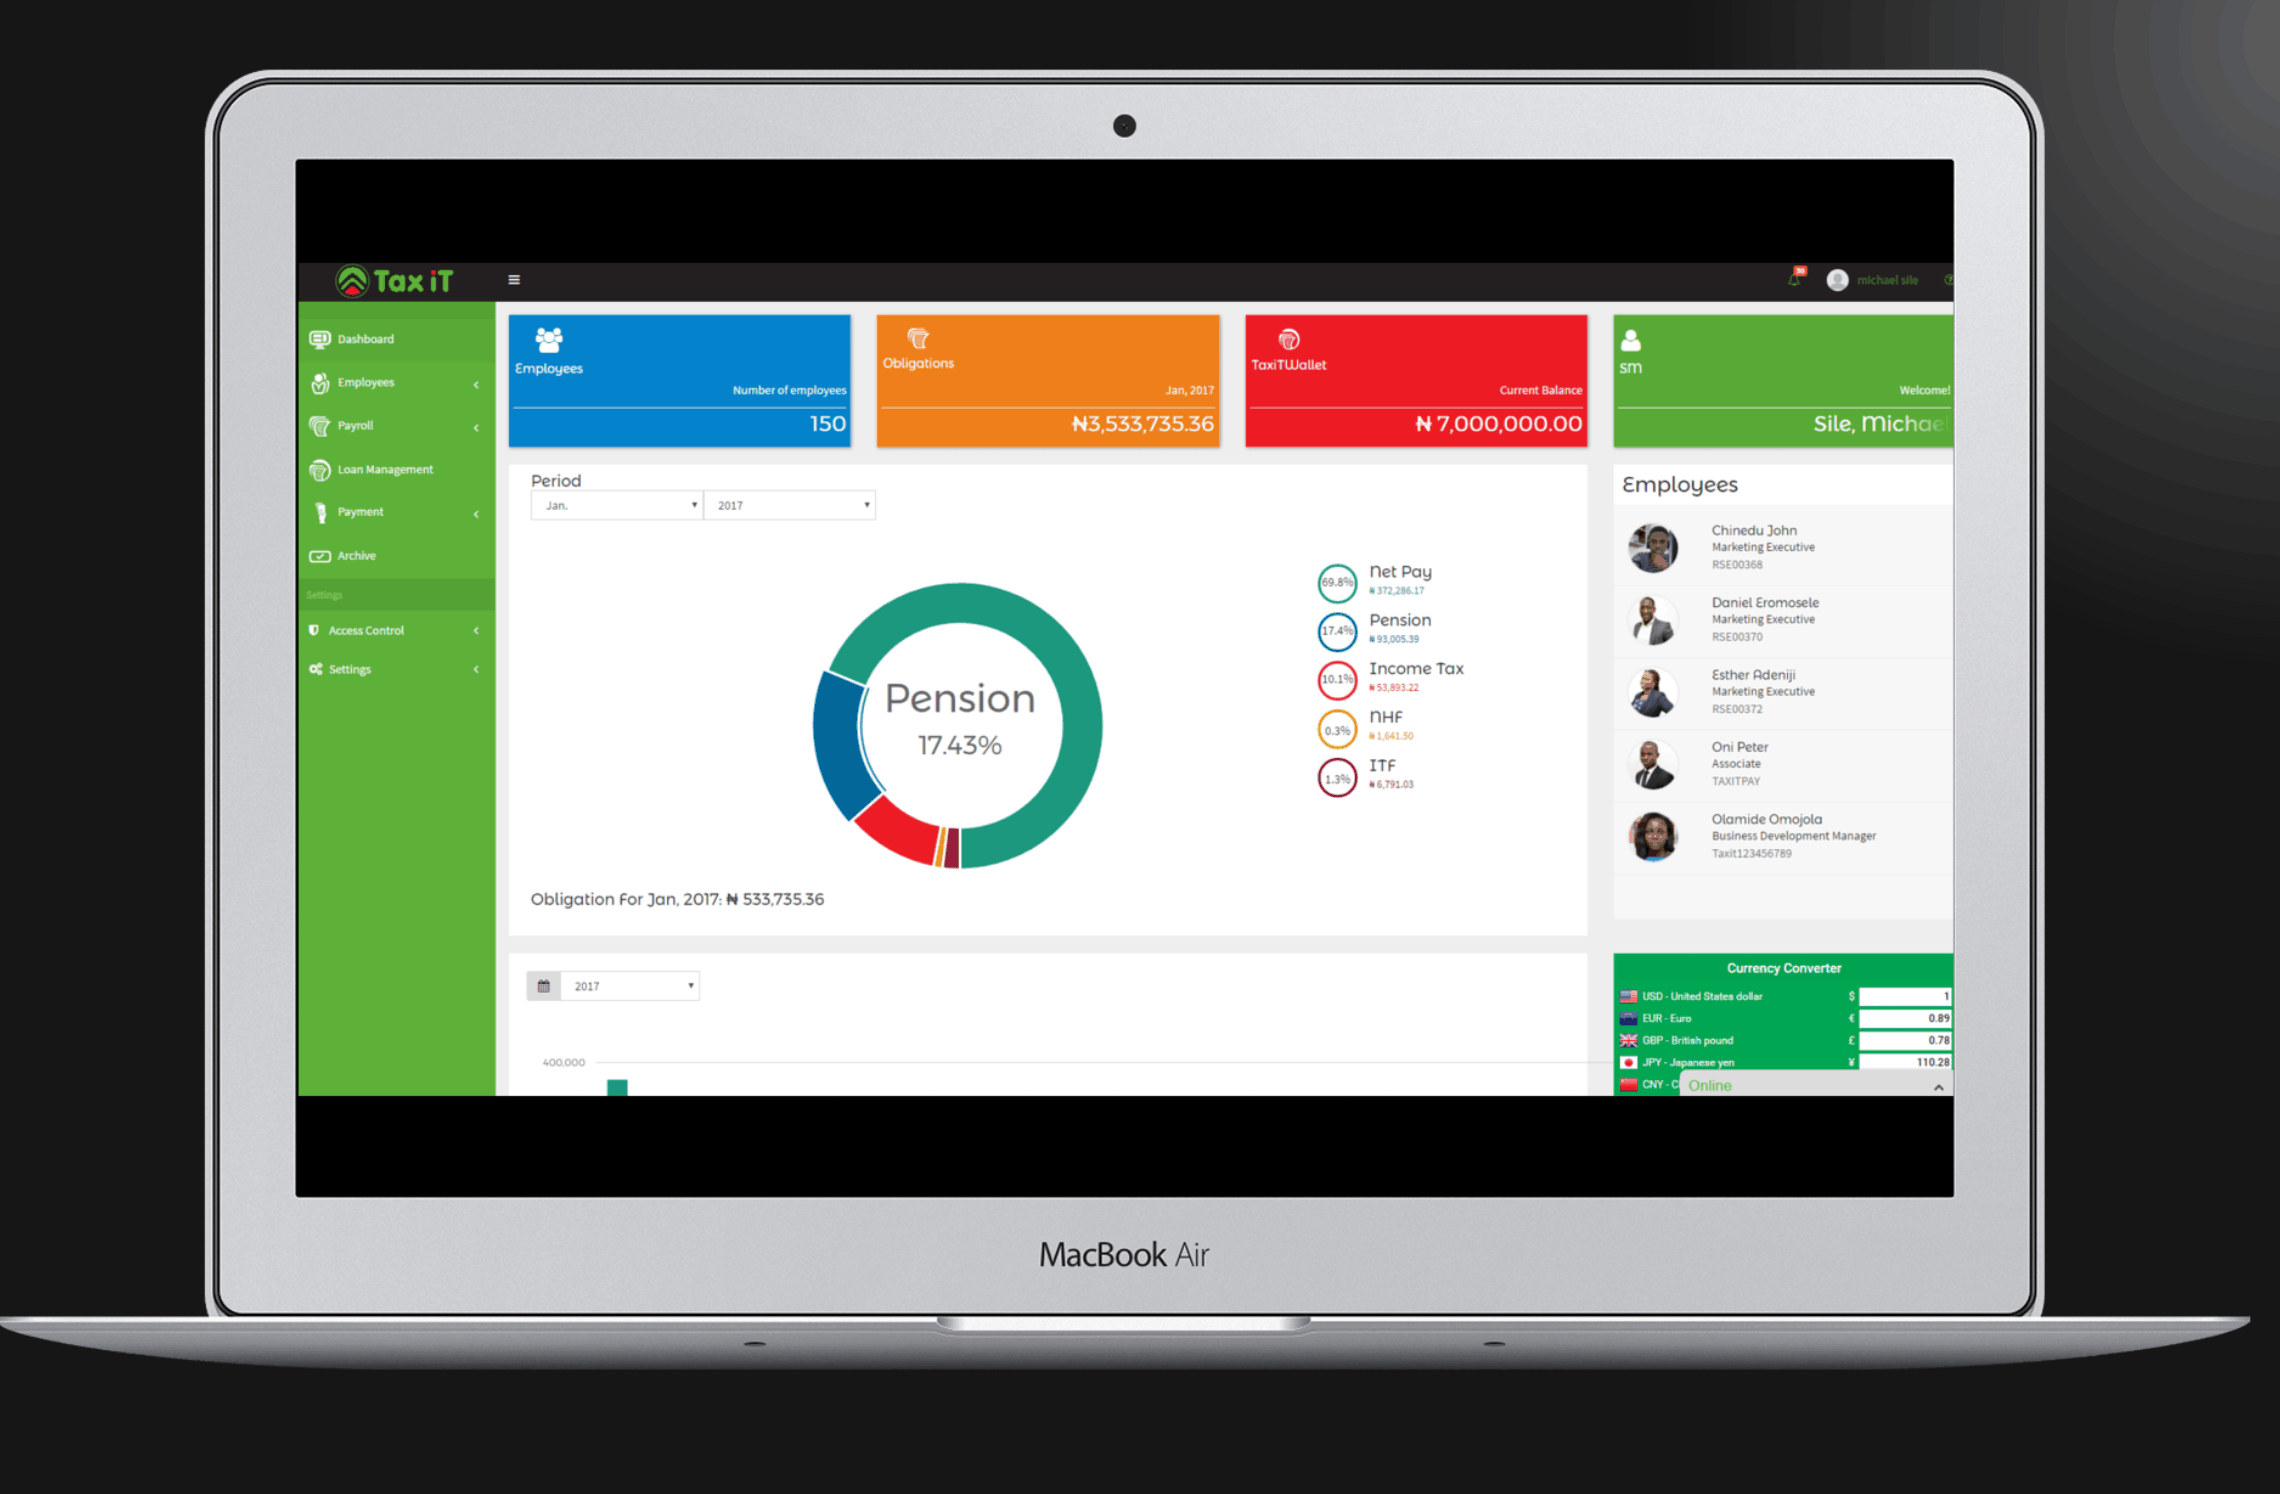 Tax iT
30
michael sile
Dashboard
Employees
Payroll
Loan Management
Payment
Archive
Settings
Access Control
Settings
Employees
Number of employees
150
Obligations
Jan, 2017
₦3,533,735.36
TaxiTWallet
Current Balance
₦ 7,000,000.00
sm
Welcome!
Sile, Michael
Period
Jan.
2017
Pension
17.43%
69.8%
Net Pay
₦ 372,286.17
17.4%
Pension
₦ 93,005.39
10.1%
Income Tax
₦ 53,893.22
0.3%
NHF
₦ 1,641.50
1.3%
ITF
₦ 6,791.03
Obligation For Jan, 2017: ₦ 533,735.36
Employees
Chinedu John
Marketing Executive
RSE00368
Daniel Eromosele
Marketing Executive
RSE00370
Esther Adeniji
Marketing Executive
RSE00372
Oni Peter
Associate
TAXITPAY
Olamide Omojola
Business Development Manager
Taxit123456789
2017
400,000
Currency Converter
USD - United States dollar $ 1
EUR - Euro € 0.89
GBP - British pound £ 0.78
JPY - Japanese yen ¥ 110.28
CNY - C
Online
MacBook Air